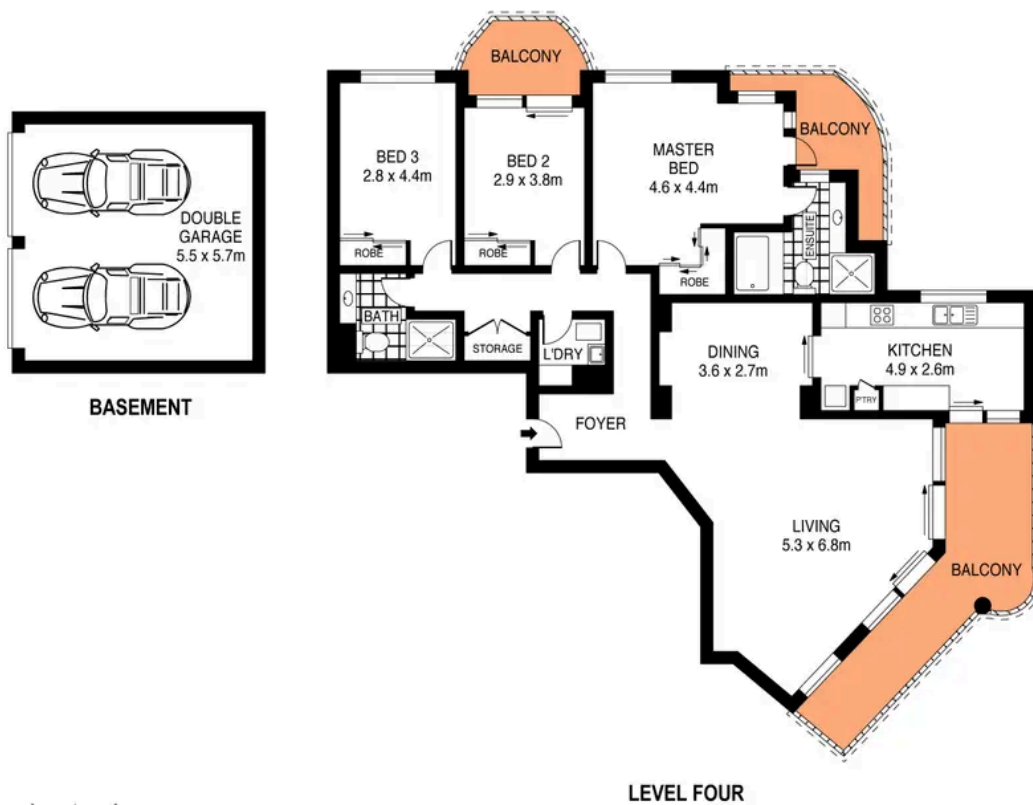 BALCONY
BALCONY
BED 3
2.8 x 4.4m
BED 2
2.9 x 3.8m
MASTER
BED
4.6 x 4.4m
DOUBLE
GARAGE
5.5 x 5.7m
ROBE
ROBE
ROBE
ENSUITE
BATH
STORAGE
L'DRY
DINING
3.6 x 2.7m
KITCHEN
4.9 x 2.6m
P'TRY
BASEMENT
FOYER
LIVING
5.3 x 6.8m
BALCONY
LEVEL FOUR